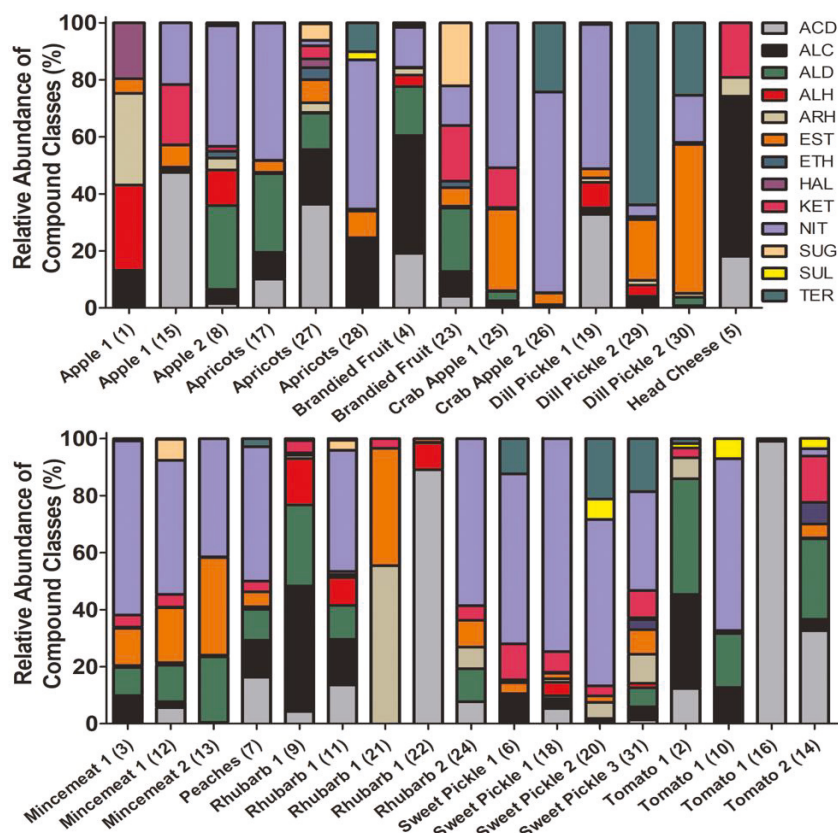 Relative Abundance of
Compound Classes (%)
100
80
60
40
20
0
Apple 1 (1)
Apple 1 (15)
Apple 2 (8)
Apricots (17)
Apricots (27)
Apricots (28)
Brandied Fruit (4)
Brandied Fruit (23)
Crab Apple 1 (25)
Crab Apple 2 (26)
Dill Pickle 1 (19)
Dill Pickle 2 (29)
Dill Pickle 2 (30)
Head Cheese (5)
ACD
ALC
ALD
ALH
ARH
EST
ETH
HAL
KET
NIT
SUG
SUL
TER
Relative Abundance of
Compound Classes (%)
100
80
60
40
20
0
Mincemeat 1 (3)
Mincemeat 1 (12)
Mincemeat 2 (13)
Peaches (7)
Rhubarb 1 (9)
Rhubarb 1 (11)
Rhubarb 1 (21)
Rhubarb 1 (22)
Rhubarb 2 (24)
Sweet Pickle 1 (6)
Sweet Pickle 1 (18)
Sweet Pickle 2 (20)
Sweet Pickle 3 (31)
Tomato 1 (2)
Tomato 1 (10)
Tomato 1 (16)
Tomato 2 (14)